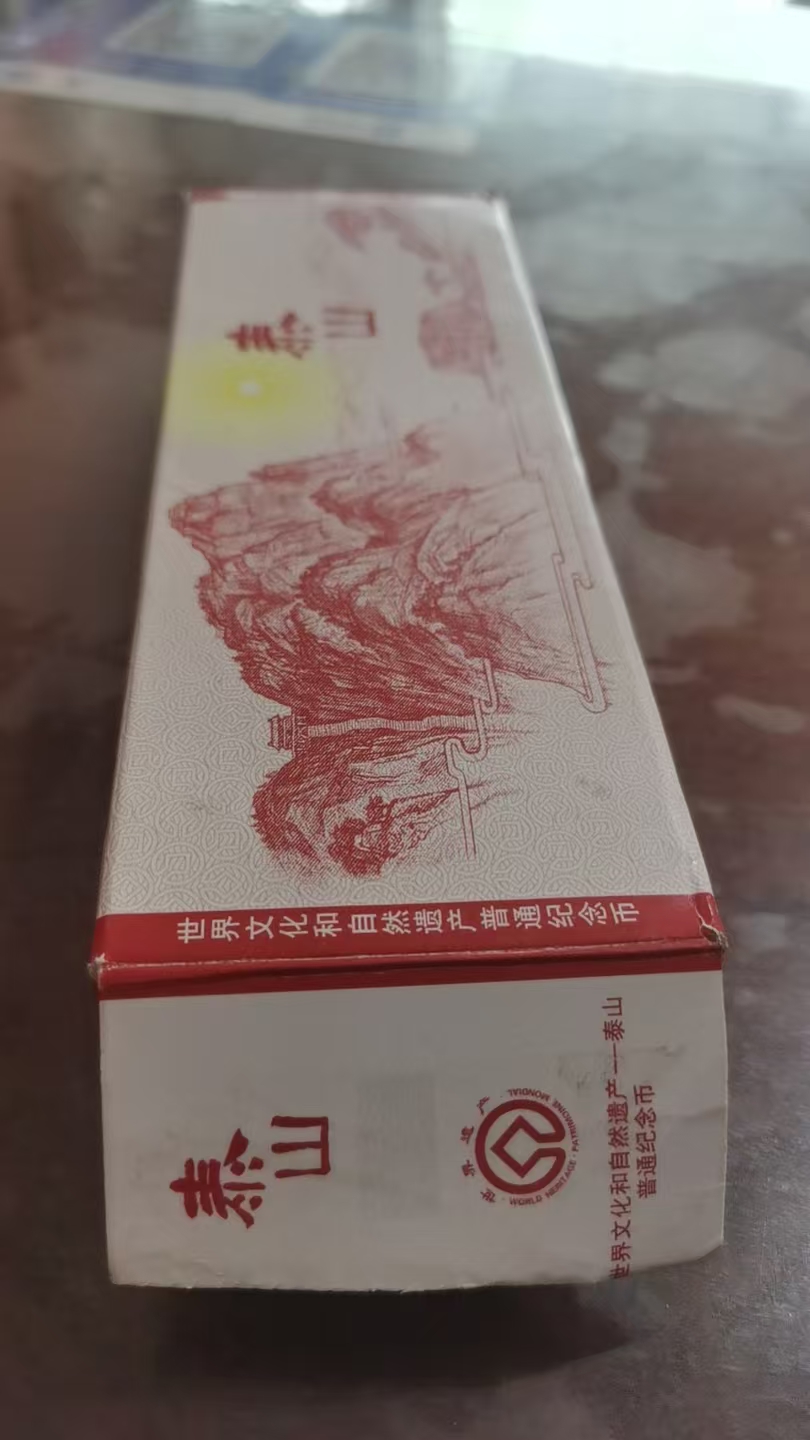 泰山
世界文化和自然遗产普通纪念币
泰山
世界遗产 · WORLD HERITAGE · PATRIMOINE MONDIAL ·
世界文化和自然遗产——泰山
普通纪念币